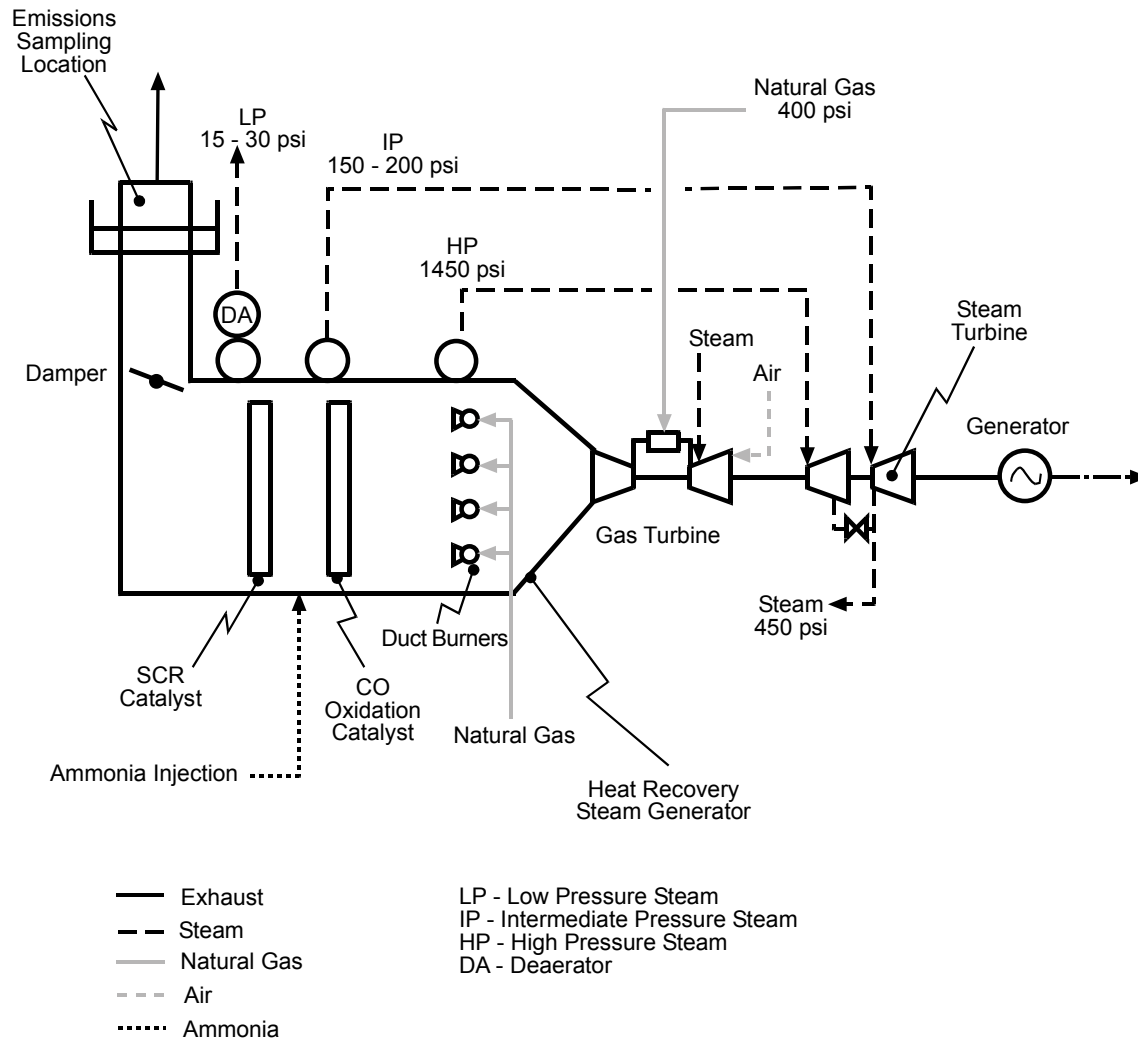 Emissions
Sampling
Location
LP
15 - 30 psi
IP
150 - 200 psi
Natural Gas
400 psi
HP
1450 psi
DA
Steam
Air
Steam
Turbine
Damper
Generator
Gas Turbine
Steam
450 psi
Duct Burners
SCR
Catalyst
CO
Oxidation
Catalyst
Natural Gas
Ammonia Injection
Heat Recovery
Steam Generator
Exhaust
Steam
Natural Gas
Air
Ammonia
LP - Low Pressure Steam
IP - Intermediate Pressure Steam
HP - High Pressure Steam
DA - Deaerator